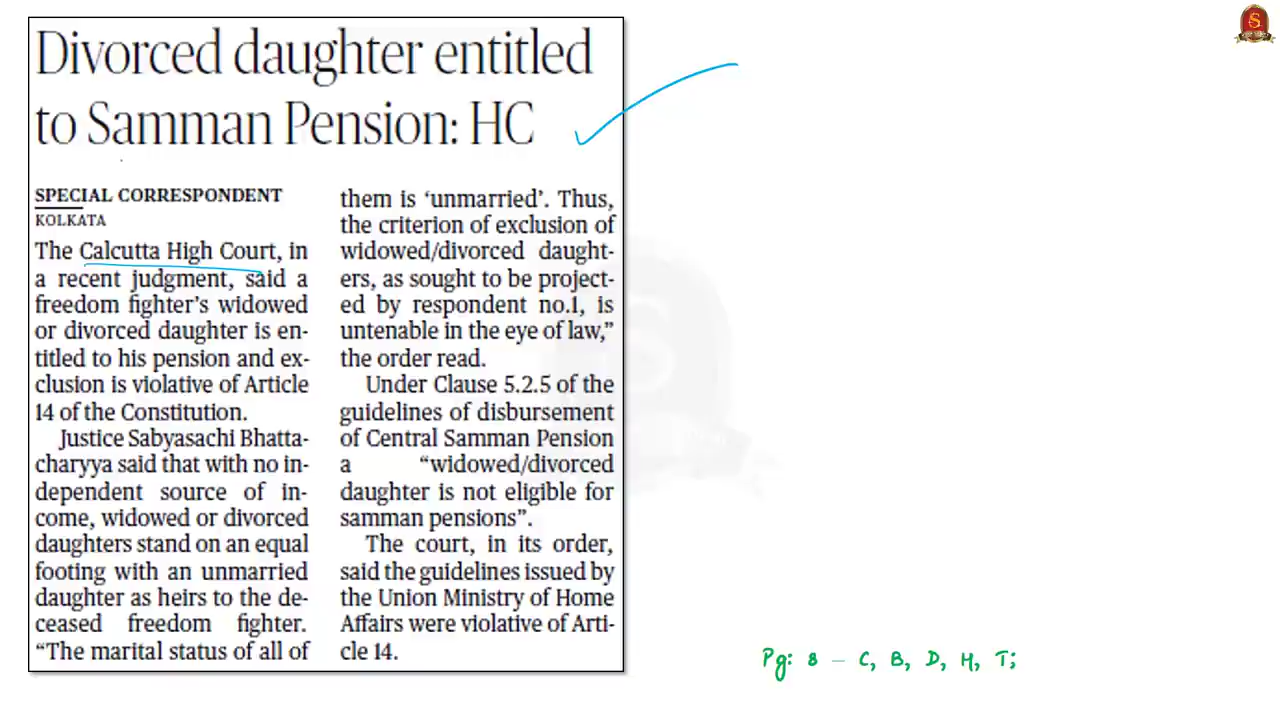 Divorced daughter entitled
to Samman Pension: HC
SPECIAL CORRESPONDENT
KOLKATA
The Calcutta High Court, in
a recent judgment, said a
freedom fighter's widowed
or divorced daughter is en-
titled to his pension and ex-
clusion is violative of Article
14 of the Constitution.
Justice Sabyasachi Bhatta-
charyya said that with no in-
dependent source of in-
come, widowed or divorced
daughters stand on an equal
footing with an unmarried
daughter as heirs to the de-
ceased freedom fighter.
“The marital status of all of
them is ‘unmarried’. Thus,
the criterion of exclusion of
widowed/divorced daught-
ers, as sought to be project-
ed by respondent no.1, is
untenable in the eye of law,”
the order read.
Under Clause 5.2.5 of the
guidelines of disbursement
of Central Samman Pension
a “widowed/divorced
daughter is not eligible for
samman pensions”.
The court, in its order,
said the guidelines issued by
the Union Ministry of Home
Affairs were violative of Arti-
cle 14.
Pg: 8 – C, B, D, H, T;